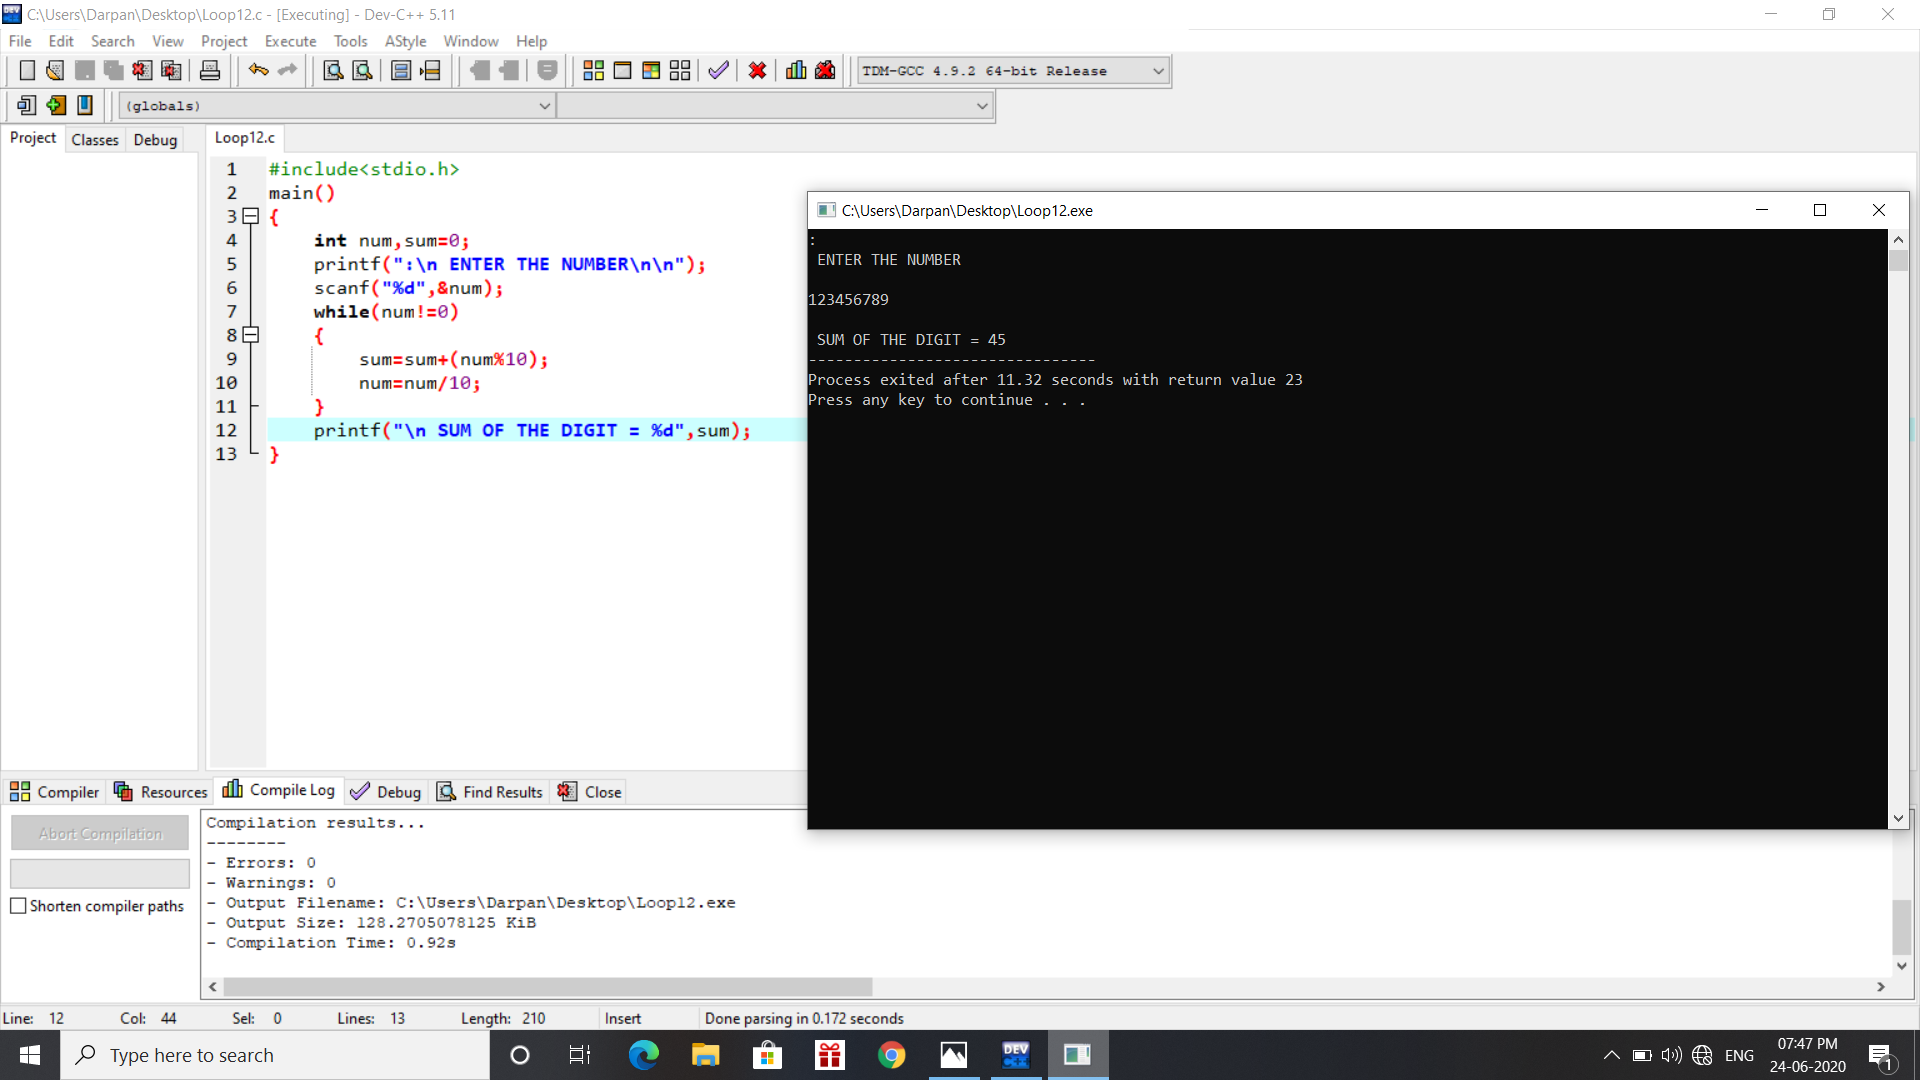 C:\Users\Darpan\Desktop\Loop12.c - [Executing] - Dev-C++ 5.11
File Edit Search View Project Execute Tools AStyle Window Help
TDM-GCC 4.9.2 64-bit Release
(globals)
Project Classes Debug
Loop12.c
1 #include<stdio.h>
2 main()
3 {
4 int num,sum=0;
5 printf(":\n ENTER THE NUMBER\n\n");
6 scanf("%d",&num);
7 while(num!=0)
8 {
9 sum=sum+(num%10);
10 num=num/10;
11 }
12 printf("\n SUM OF THE DIGIT = %d",sum);
13 }
C:\Users\Darpan\Desktop\Loop12.exe
:
ENTER THE NUMBER
123456789
SUM OF THE DIGIT = 45
--------------------------------
Process exited after 11.32 seconds with return value 23
Press any key to continue . . .
Compiler Resources Compile Log Debug Find Results Close
Abort Compilation
Shorten compiler paths
Compilation results...
--------
- Errors: 0
- Warnings: 0
- Output Filename: C:\Users\Darpan\Desktop\Loop12.exe
- Output Size: 128.2705078125 KiB
- Compilation Time: 0.92s
Line: 12 Col: 44 Sel: 0 Lines: 13 Length: 210 Insert Done parsing in 0.172 seconds
Type here to search
DEV C++
ENG
07:47 PM
24-06-2020
1